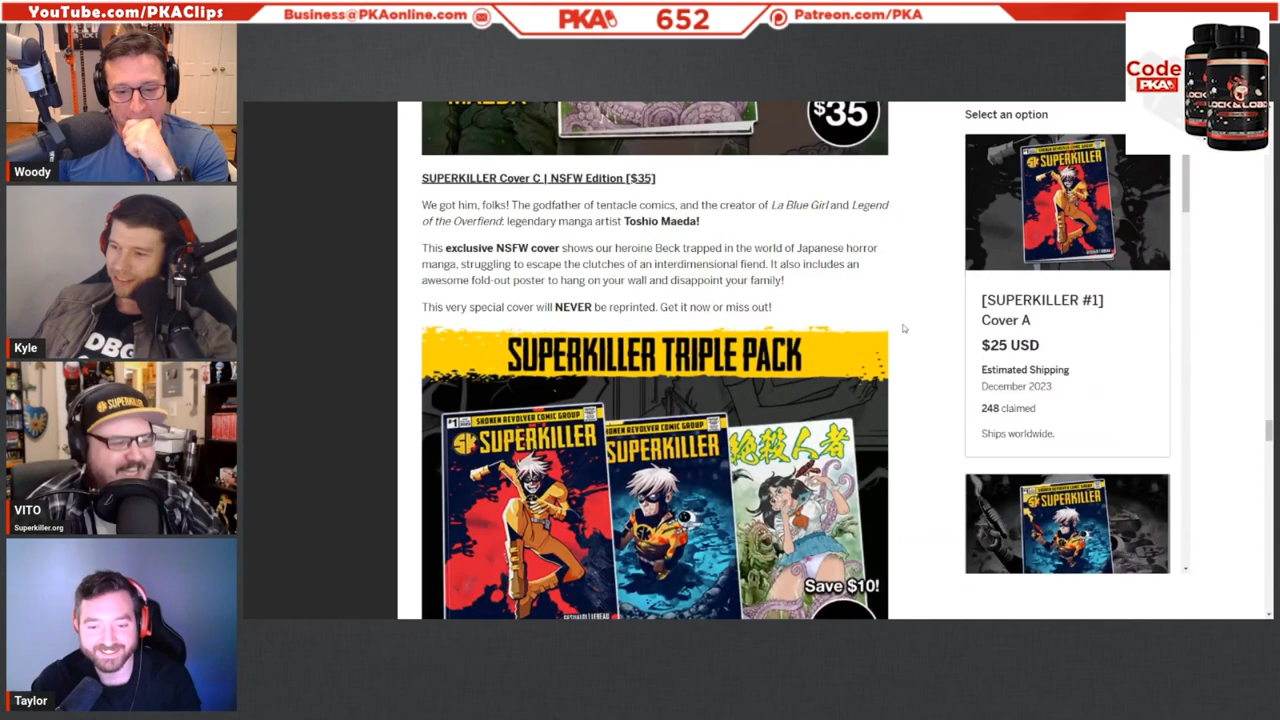 YouTube.com/PKAClips
Business@PKAonline.com
PKA
652
Patreon.com/PKA
Code
PKA
LOCK & LOAD
Woody
Kyle
DBG
SUPERKILLER
VITO
Superkiller.org
Taylor
MAEDA
$35
SUPERKILLER Cover C | NSFW Edition [$35]
We got him, folks! The godfather of tentacle comics, and the creator of La Blue Girl and Legend
of the Overfiend: legendary manga artist Toshio Maeda!
This exclusive NSFW cover shows our heroine Beck trapped in the world of Japanese horror
manga, struggling to escape the clutches of an interdimensional fiend. It also includes an
awesome fold-out poster to hang on your wall and disappoint your family!
This very special cover will NEVER be reprinted. Get it now or miss out!
SUPERKILLER TRIPLE PACK
#1
SHONEN REVOLVER COMIC GROUP
SK
SUPERKILLER
SHONEN REVOLVER COMIC GROUP
SUPERKILLER
絶殺人者
Save $10!
Select an option
SUPERKILLER
[SUPERKILLER #1]
Cover A
$25 USD
Estimated Shipping
December 2023
248 claimed
Ships worldwide.
SUPERKILLER